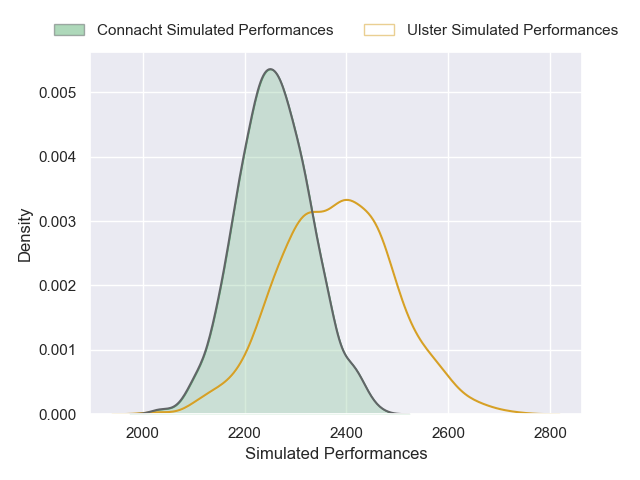 Connacht Simulated Performances
Ulster Simulated Performances
0.005
0.004
0.003
0.002
0.001
0.000
Density
2000
2200
2400
2600
2800
Simulated Performances